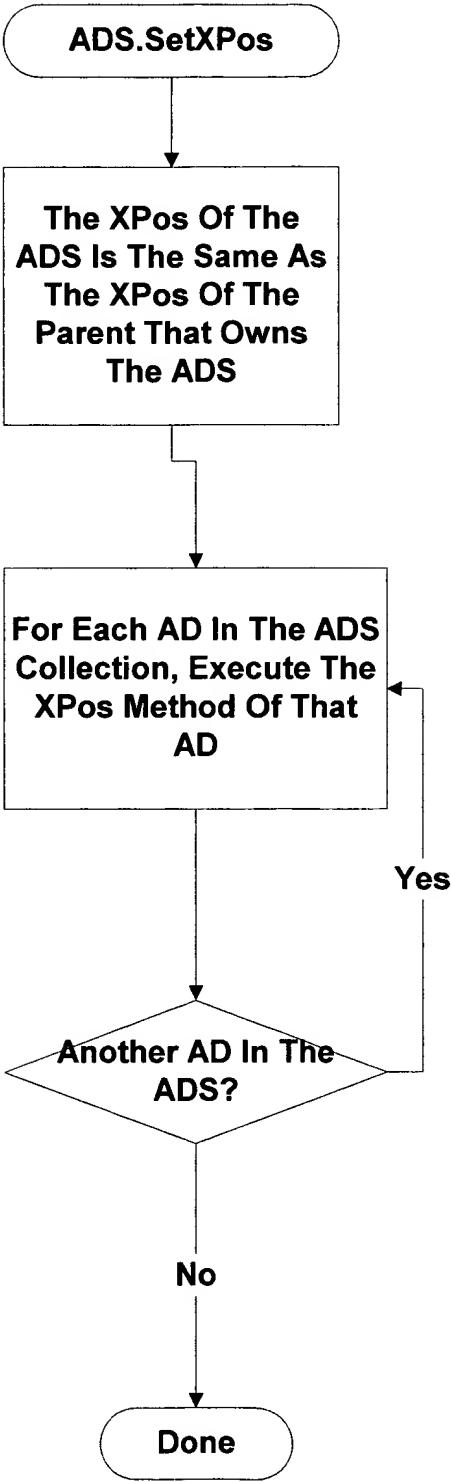 ADS.SetXPos
The XPos Of The
ADS Is The Same As
The XPos Of The
Parent That Owns
The ADS
For Each AD In The ADS
Collection, Execute The
XPos Method Of That
AD
Yes
Another AD In The
ADS?
No
Done